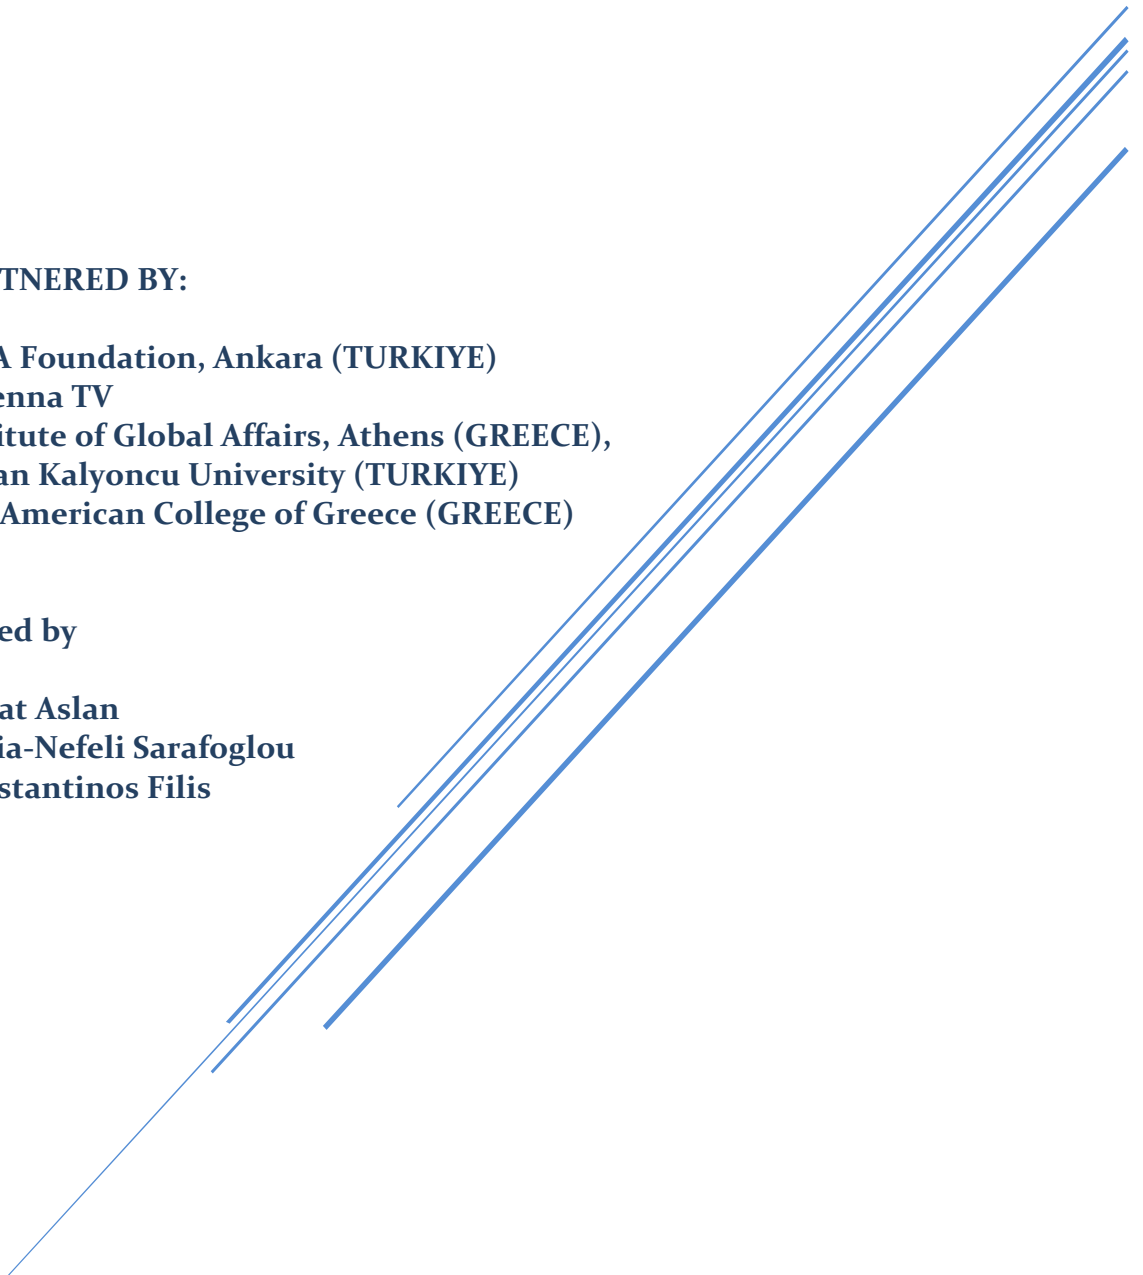 TNERED BY:
A Foundation, Ankara (TURKIYE)
enna TV
itute of Global Affairs, Athens (GREECE),
an Kalyoncu University (TURKIYE)
American College of Greece (GREECE)
ed by
at Aslan
ia-Nefeli Sarafoglou
stantinos Filis